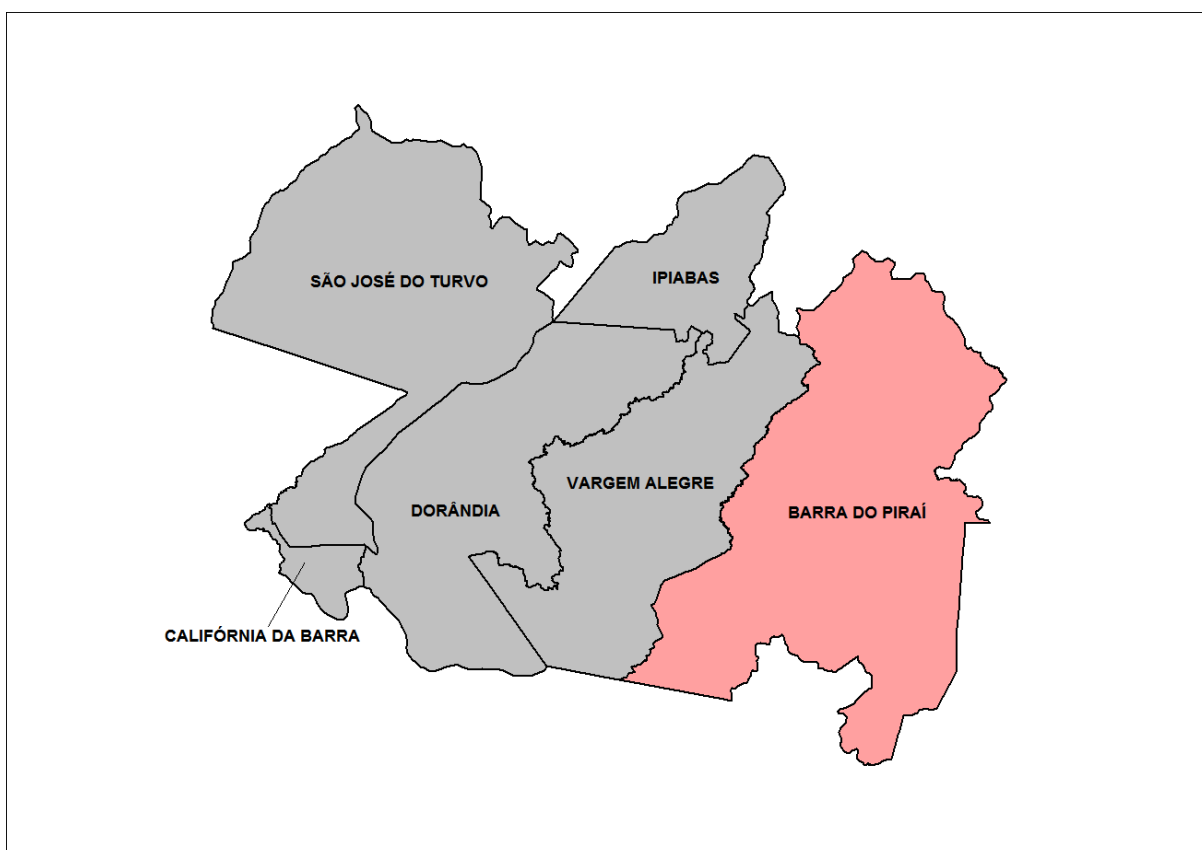 SÃO JOSÉ DO TURVO
IPIABAS
VARGEM ALEGRE
DORÂNDIA
BARRA DO PIRAÍ
CALIFÓRNIA DA BARRA